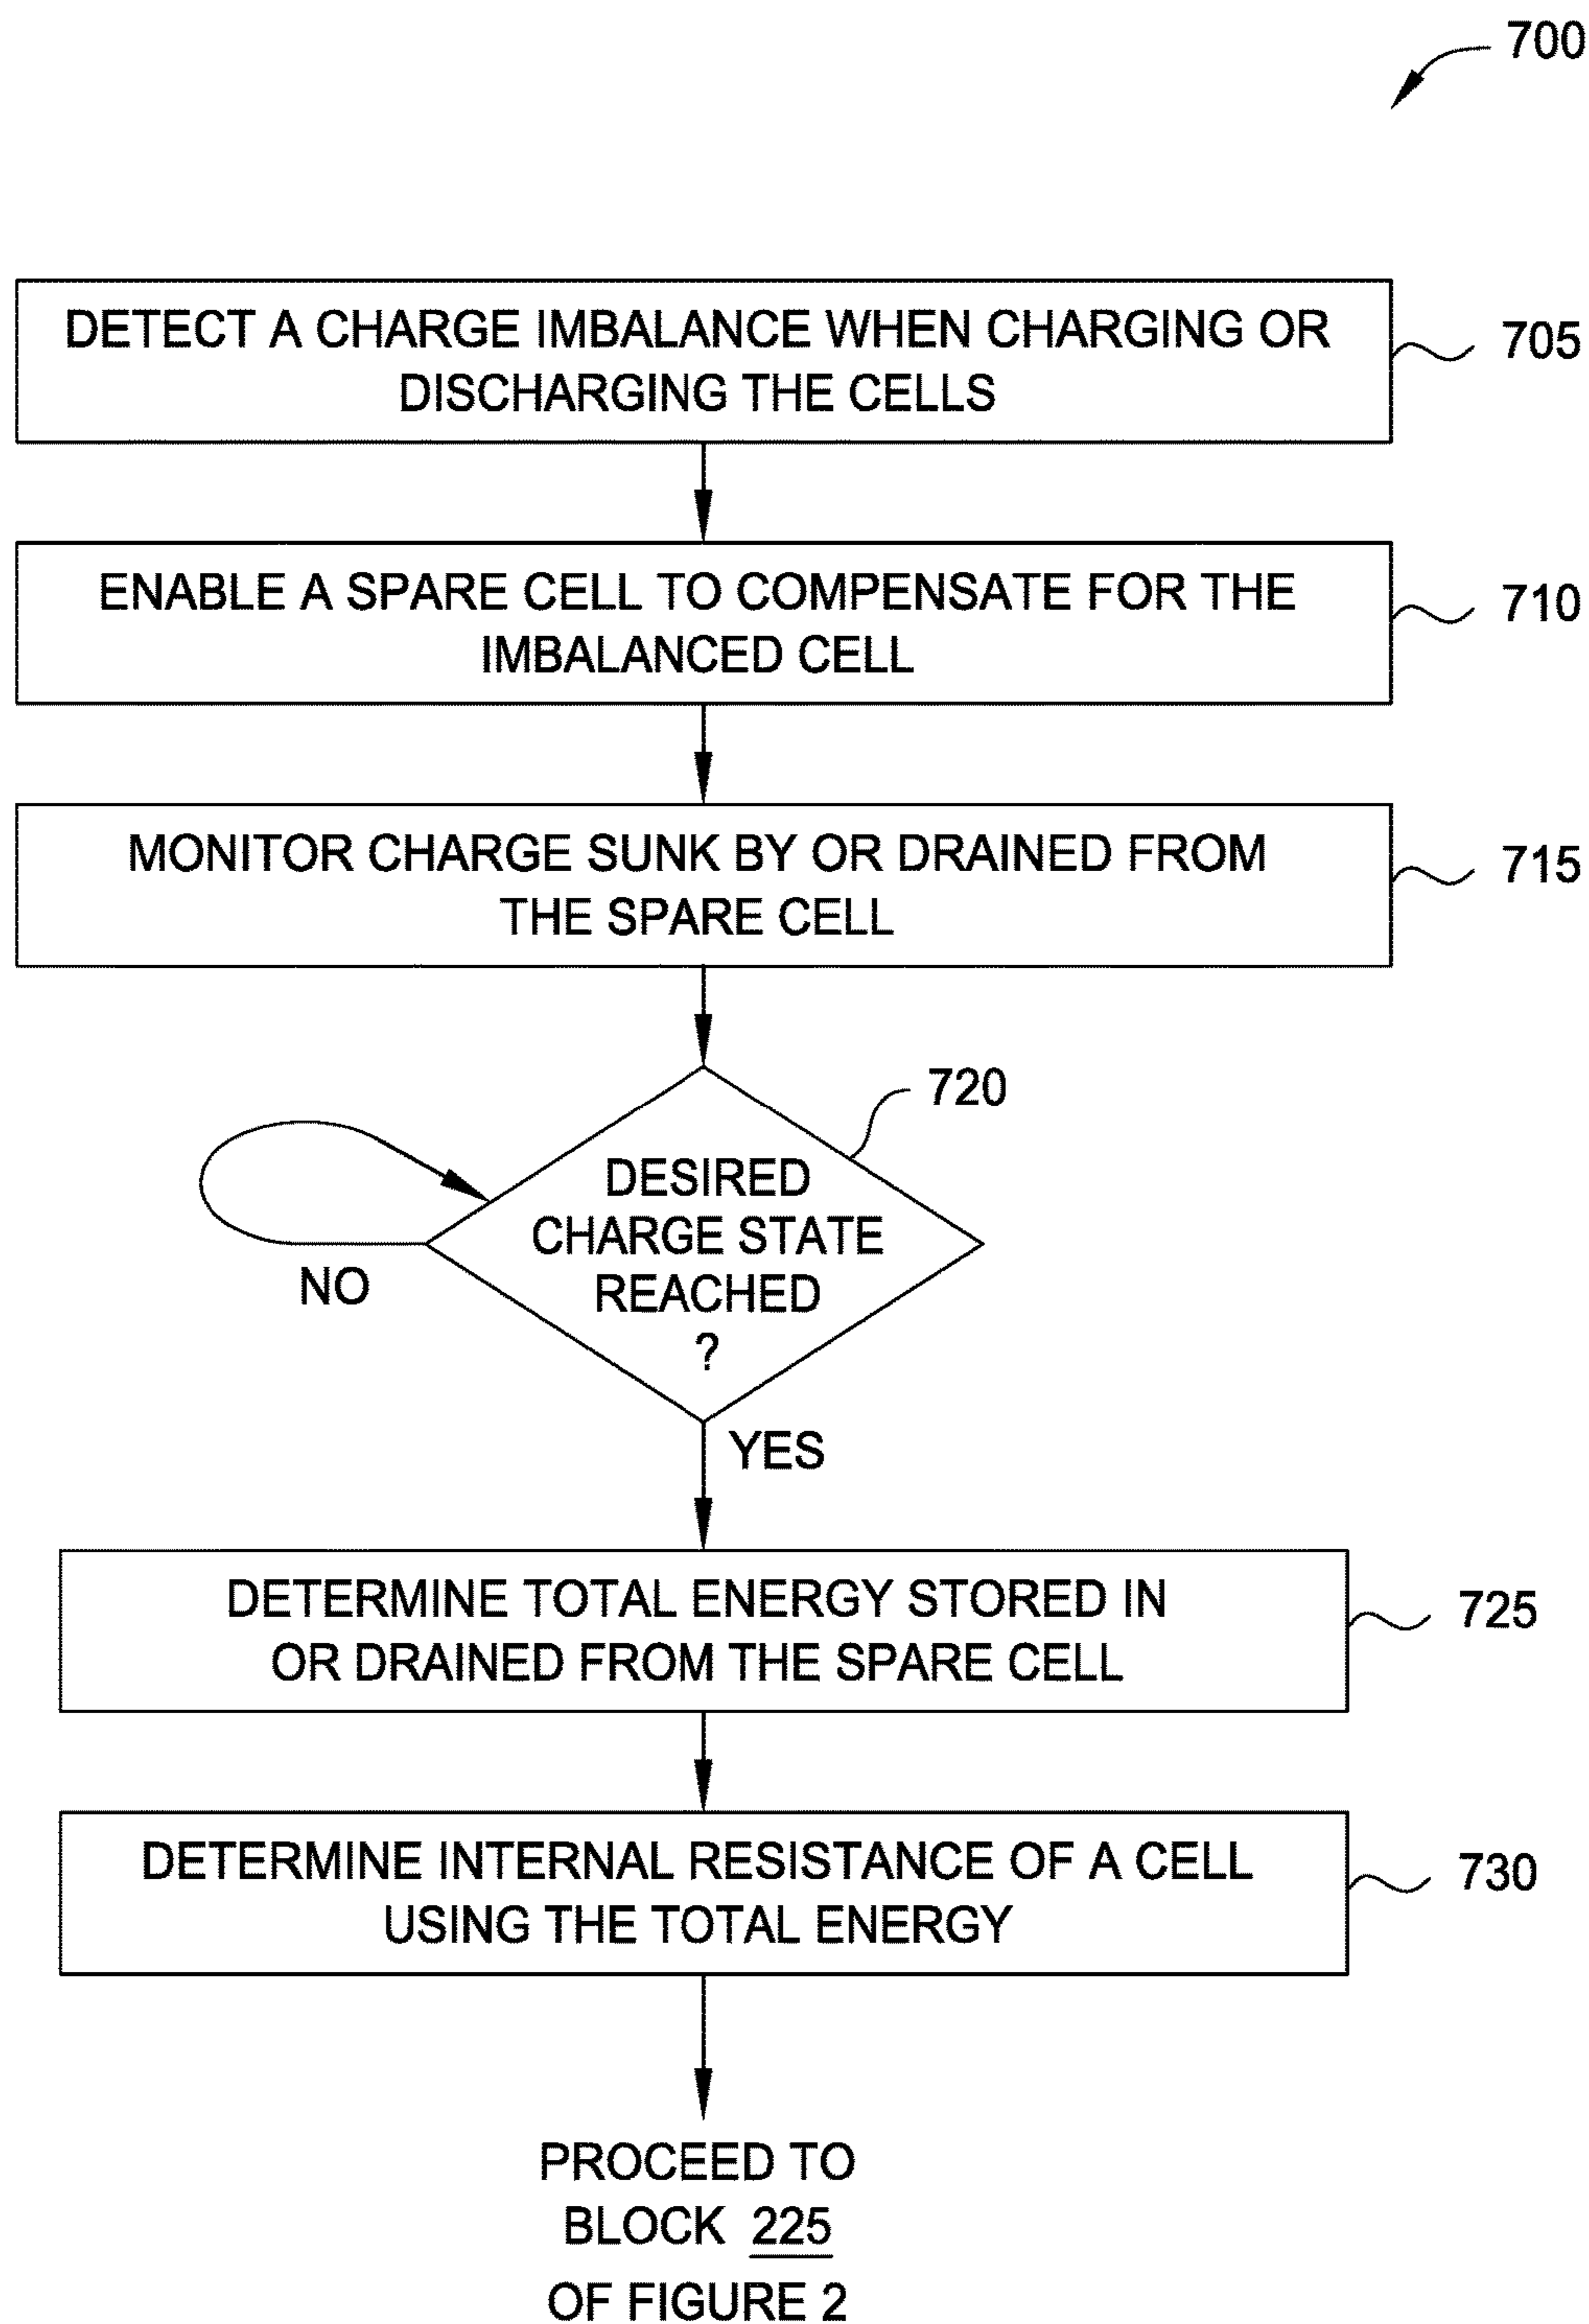 700
DETECT A CHARGE IMBALANCE WHEN CHARGING OR
DISCHARGING THE CELLS
705
ENABLE A SPARE CELL TO COMPENSATE FOR THE
IMBALANCED CELL
710
MONITOR CHARGE SUNK BY OR DRAINED FROM
THE SPARE CELL
715
720
DESIRED
CHARGE STATE
REACHED
?
NO
YES
DETERMINE TOTAL ENERGY STORED IN
OR DRAINED FROM THE SPARE CELL
725
DETERMINE INTERNAL RESISTANCE OF A CELL
USING THE TOTAL ENERGY
730
PROCEED TO
BLOCK 225
OF FIGURE 2